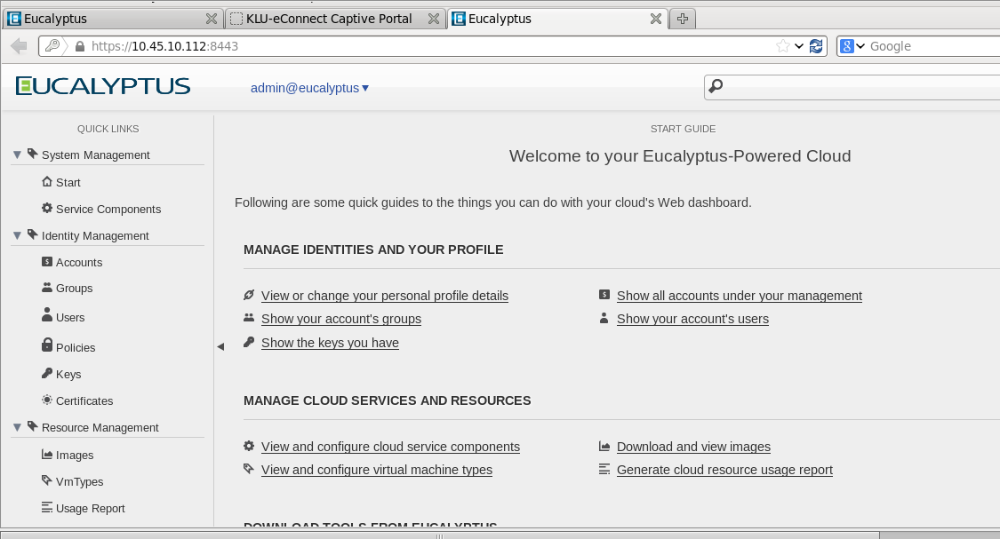 Eucalyptus
KLU-eConnect Captive Portal
Eucalyptus
https://10.45.10.112:8443
Google
EUCALYPTUS
admin@eucalyptus
QUICK LINKS
System Management
Start
Service Components
Identity Management
Accounts
Groups
Users
Policies
Keys
Certificates
Resource Management
Images
VmTypes
Usage Report
START GUIDE
Welcome to your Eucalyptus-Powered Cloud
Following are some quick guides to the things you can do with your cloud's Web dashboard.
MANAGE IDENTITIES AND YOUR PROFILE
View or change your personal profile details
Show all accounts under your management
Show your account's groups
Show your account's users
Show the keys you have
MANAGE CLOUD SERVICES AND RESOURCES
View and configure cloud service components
Download and view images
View and configure virtual machine types
Generate cloud resource usage report
DOWNLOAD TOOLS FROM EUCALYPTUS